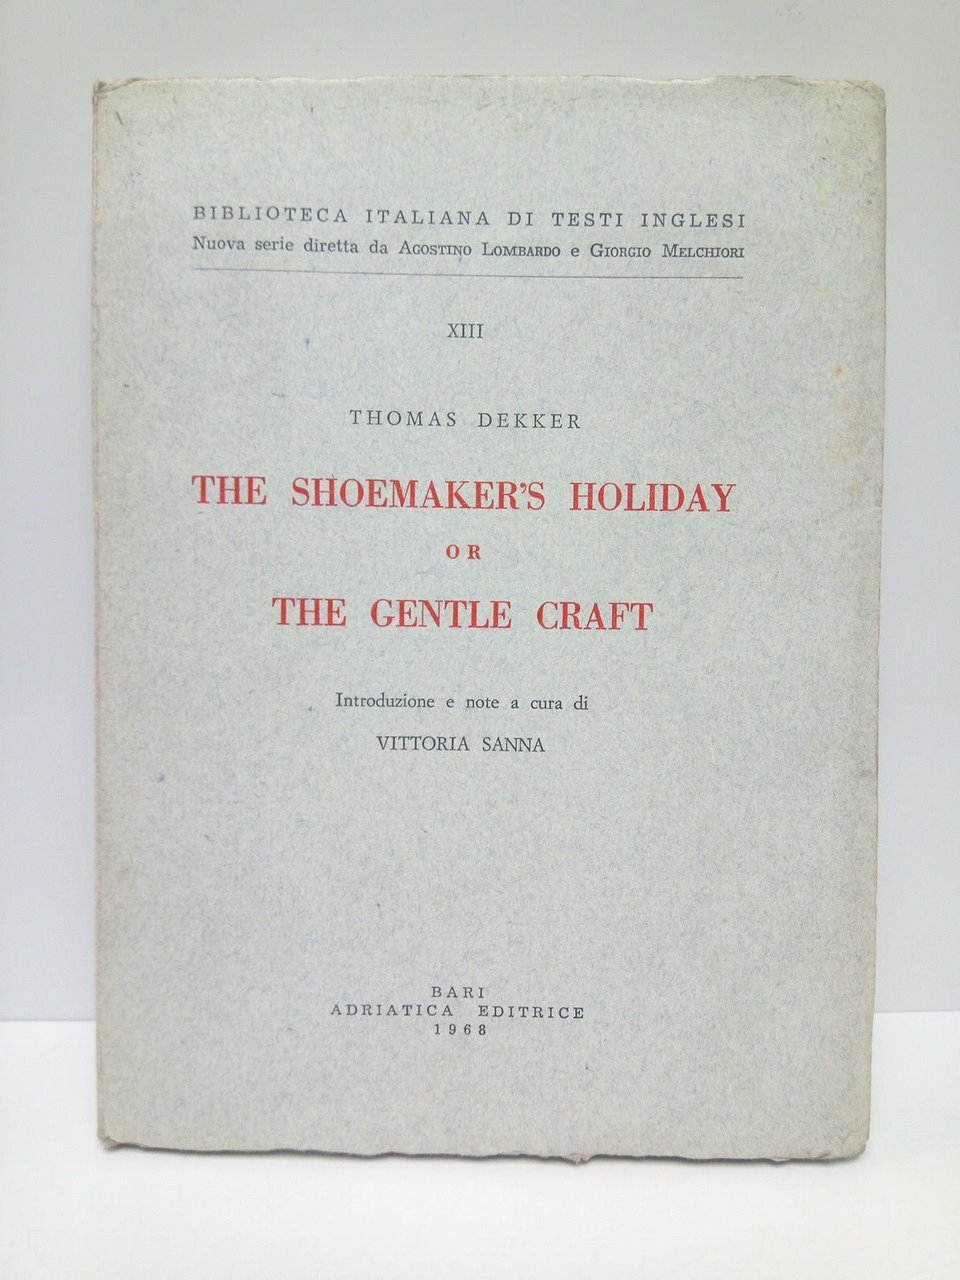 BIBLIOTECA ITALIANA DI TESTI INGLESI
Nuova serie diretta da AGOSTINO LOMBARDO e GIORGIO MELCHIORI
XIII
THOMAS DEKKER
THE SHOEMAKER'S HOLIDAY
OR
THE GENTLE CRAFT
Introduzione e note a cura di
VITTORIA SANNA
BARI
ADRIATICA EDITRICE
1968